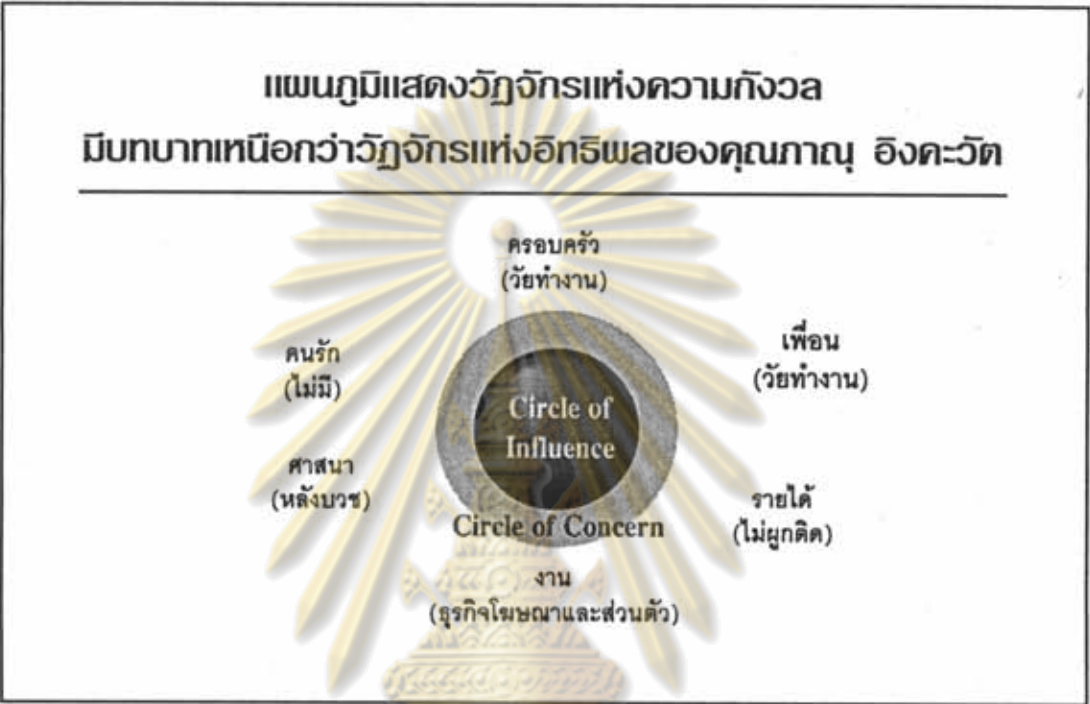 แผนภูมิแสดงวัฏจักรแห่งความกังวล
มีบทบาทเหนือกว่าวัฏจักรแห่งอิทธิพลของคุณภาณุ อิงคะวัต
ครอบครัว
(วัยทำงาน)
คนรัก
(ไม่มี)
เพื่อน
(วัยทำงาน)
Circle of
Influence
ศาสนา
(หลังบวช)
รายได้
(ไม่ผูกติด)
Circle of Concern
งาน
(ธุรกิจโฆษณาและส่วนตัว)